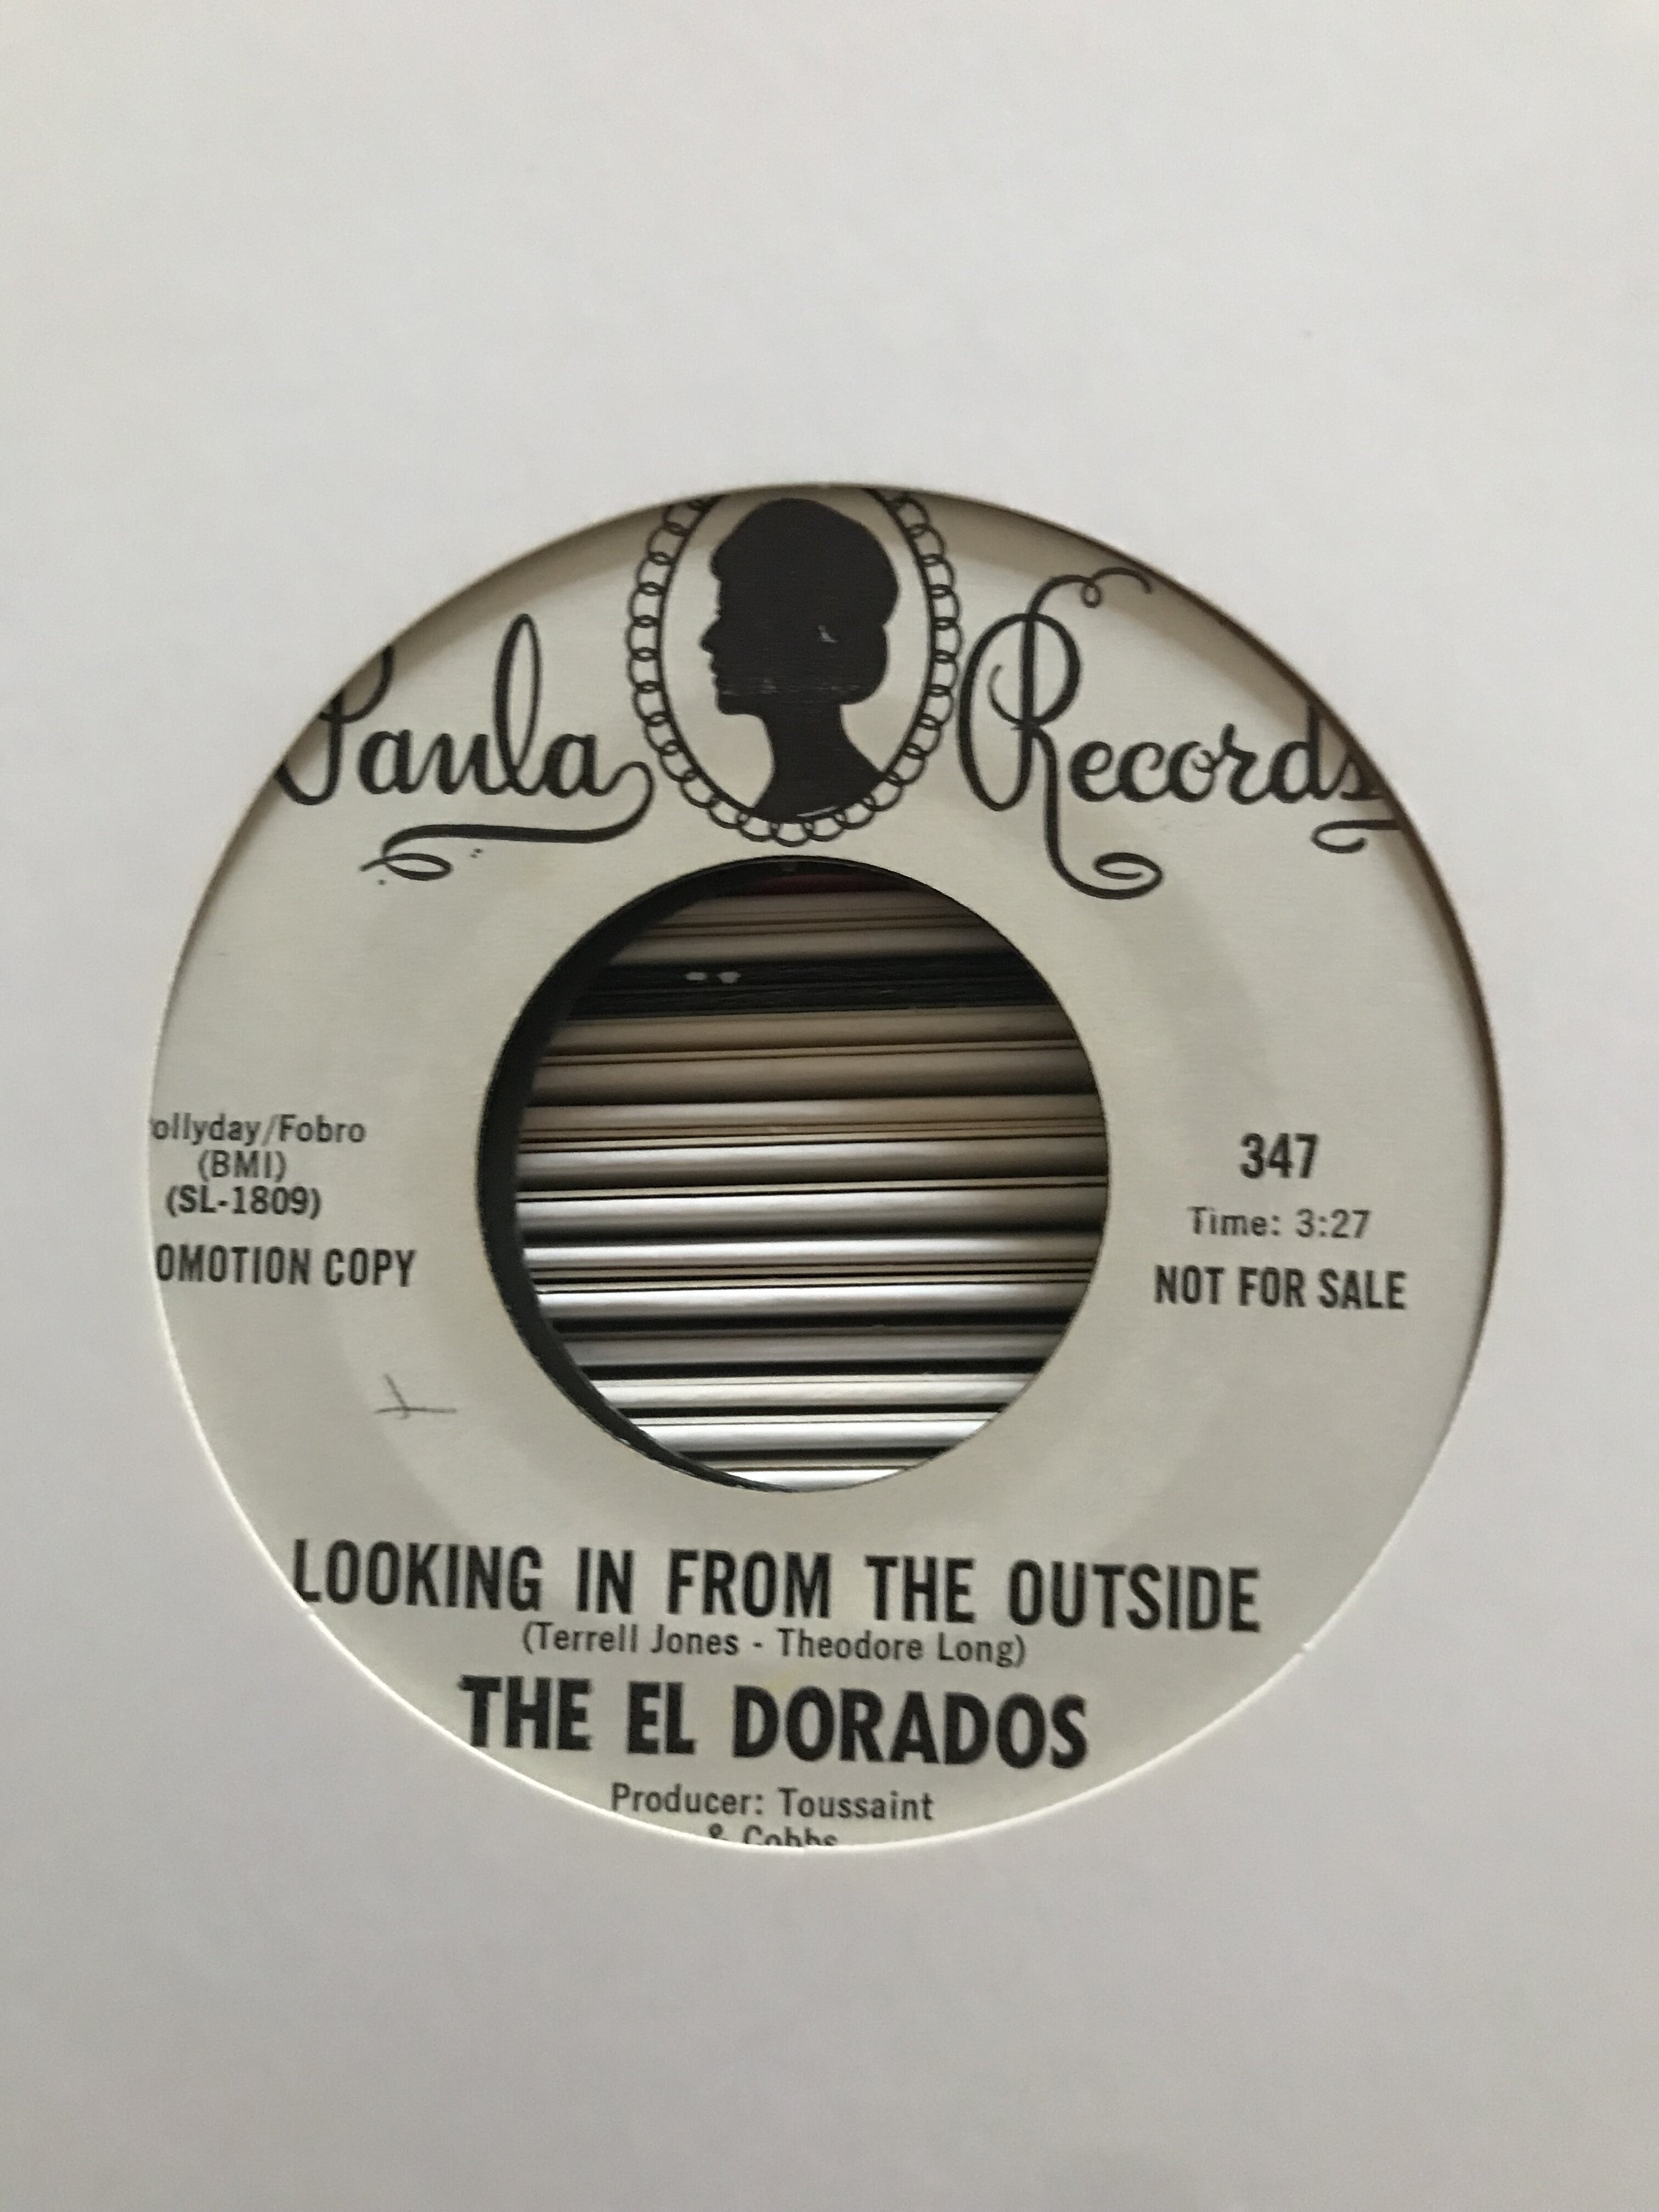 Paula Records
ollyday/Fobro
(BMI)
(SL-1809)
OMOTION COPY
347
Time: 3:27
NOT FOR SALE
LOOKING IN FROM THE OUTSIDE
(Terrell Jones - Theodore Long)
THE EL DORADOS
Producer: Toussaint
& Cobbs